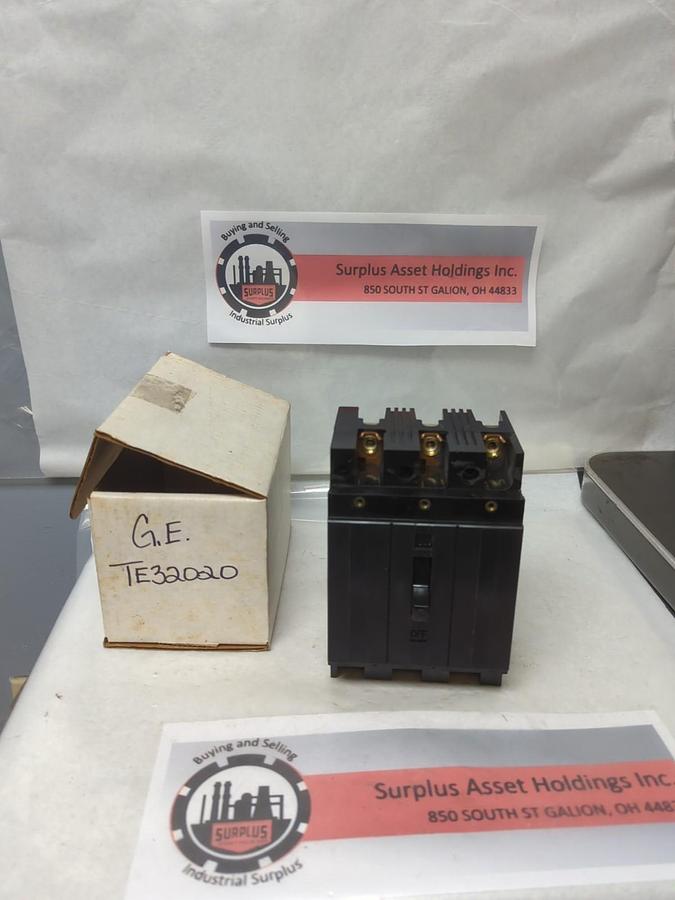 Buying and Selling
SURPLUS
Industrial Surplus
Surplus Asset Holdings Inc.
850 SOUTH ST GALION, OH 44833
G.E.
TE32020
OFF
Buying and Selling
SURPLUS
Industrial Surplus
Surplus Asset Holdings Inc.
850 SOUTH ST GALION, OH 4483